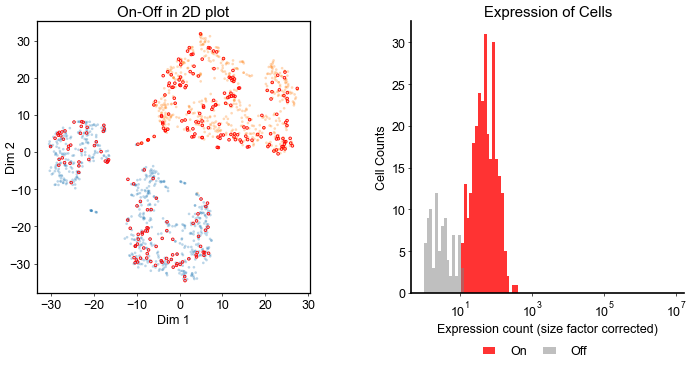 On-Off in 2D plot
30
20
10
0
−10
−20
−30
Dim 2
−30 −20 −10 0 10 20 30
Dim 1
Expression of Cells
30
25
20
15
10
5
0
Cell Counts
10^1 10^3 10^5 10^7
Expression count (size factor corrected)
On Off